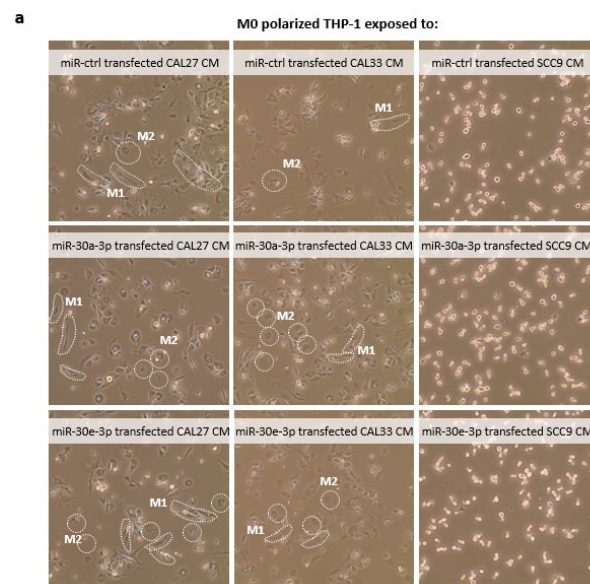 a
M0 polarized THP-1 exposed to:
miR-ctrl transfected CAL27 CM
miR-ctrl transfected CAL33 CM
miR-ctrl transfected SCC9 CM
M1
M2
M2
M1
miR-30a-3p transfected CAL27 CM
miR-30a-3p transfected CAL33 CM
miR-30a-3p transfected SCC9 CM
M1
M2
M2
M1
miR-30e-3p transfected CAL27 CM
miR-30e-3p transfected CAL33 CM
miR-30e-3p transfected SCC9 CM
M1
M2
M2
M1